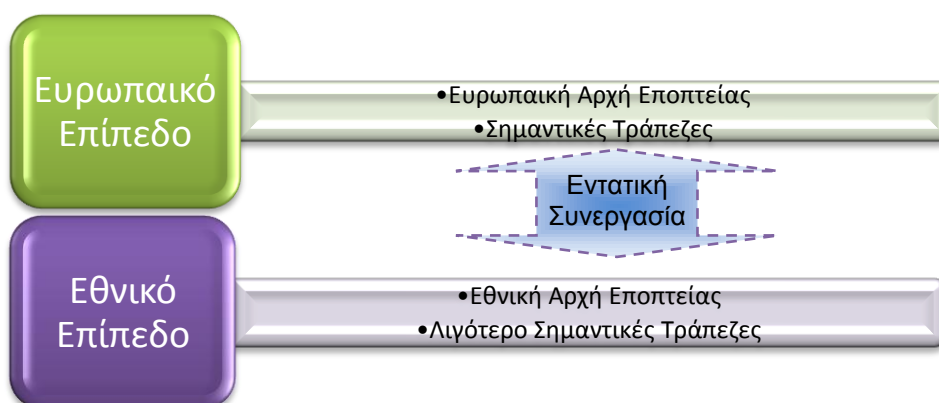 Ευρωπαικό
Επίπεδο
•Ευρωπαική Αρχή Εποπτείας
•Σημαντικές Τράπεζες
Εντατική
Συνεργασία
Εθνικό
Επίπεδο
•Εθνική Αρχή Εποπτείας
•Λιγότερο Σημαντικές Τράπεζες